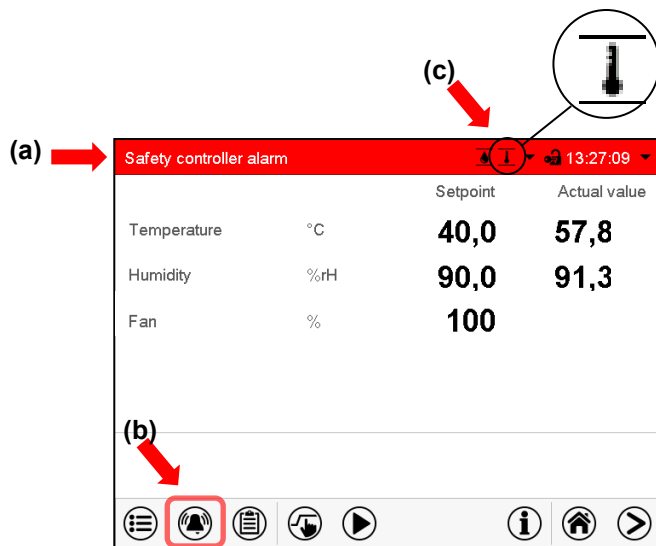 (c)
(a)
Safety controller alarm 13:27:09
Setpoint Actual value
Temperature °C 40,0 57,8
Humidity %rH 90,0 91,3
Fan % 100
(b)